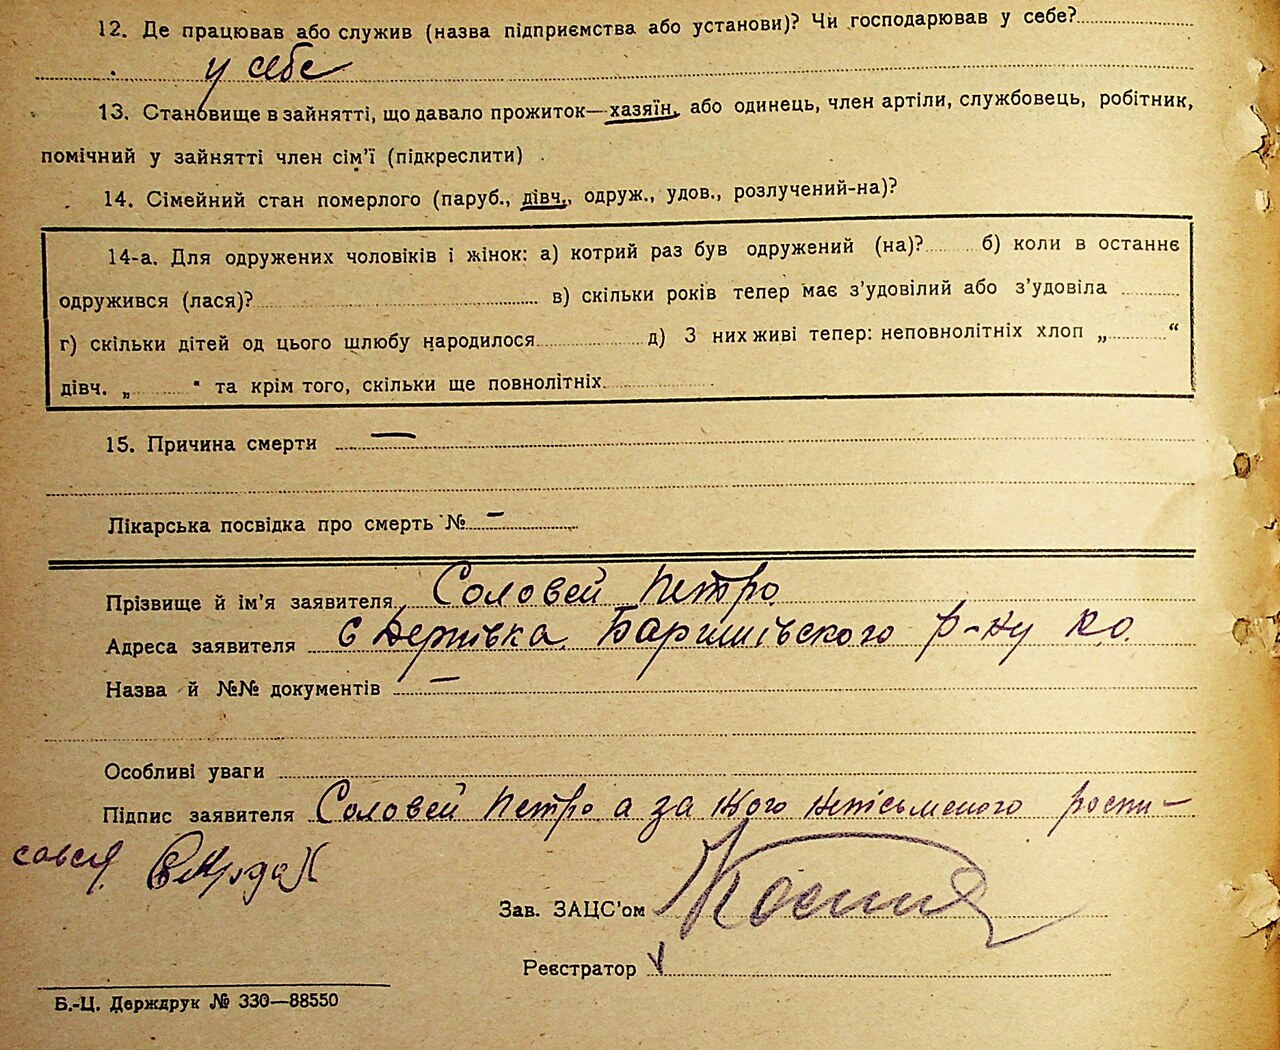 12. Де працював або служив (назва підприємства або установи)? Чи господарював у себе?
у себе
13. Становище в зайнятті, що давало прожиток—хазяїн, або одинець, член артіли, службовець, робітник,
помічний у зайнятті член сім'ї (підкреслити)
14. Сімейний стан померлого (паруб., дівч., одруж., удов., розлучений-на)?
14-а. Для одружених чоловіків і жінок: а) котрий раз був одружений (на)? б) коли в останнє
одружився (лася)? в) скільки років тепер має з'удовілий або з'удовіла
г) скільки дітей од цього шлюбу народилося д) З них живі тепер: неповнолітніх хлоп „ “
дівч. „ “ та крім того, скільки ще повнолітніх
15. Причина смерти —
Лікарська посвідка про смерть № —
Прізвище й ім'я заявителя Соловей Петро
Адреса заявителя с Дернівка Баришівского р-ну К.О.
Назва й №№ документів —
Особливі уваги
Підпис заявителя Соловей Петро а за його неписьменого роспи-
сався
Зав. ЗАЦС'ом
Реєстратор
Б.-Ц. Держдрук № 330—88550